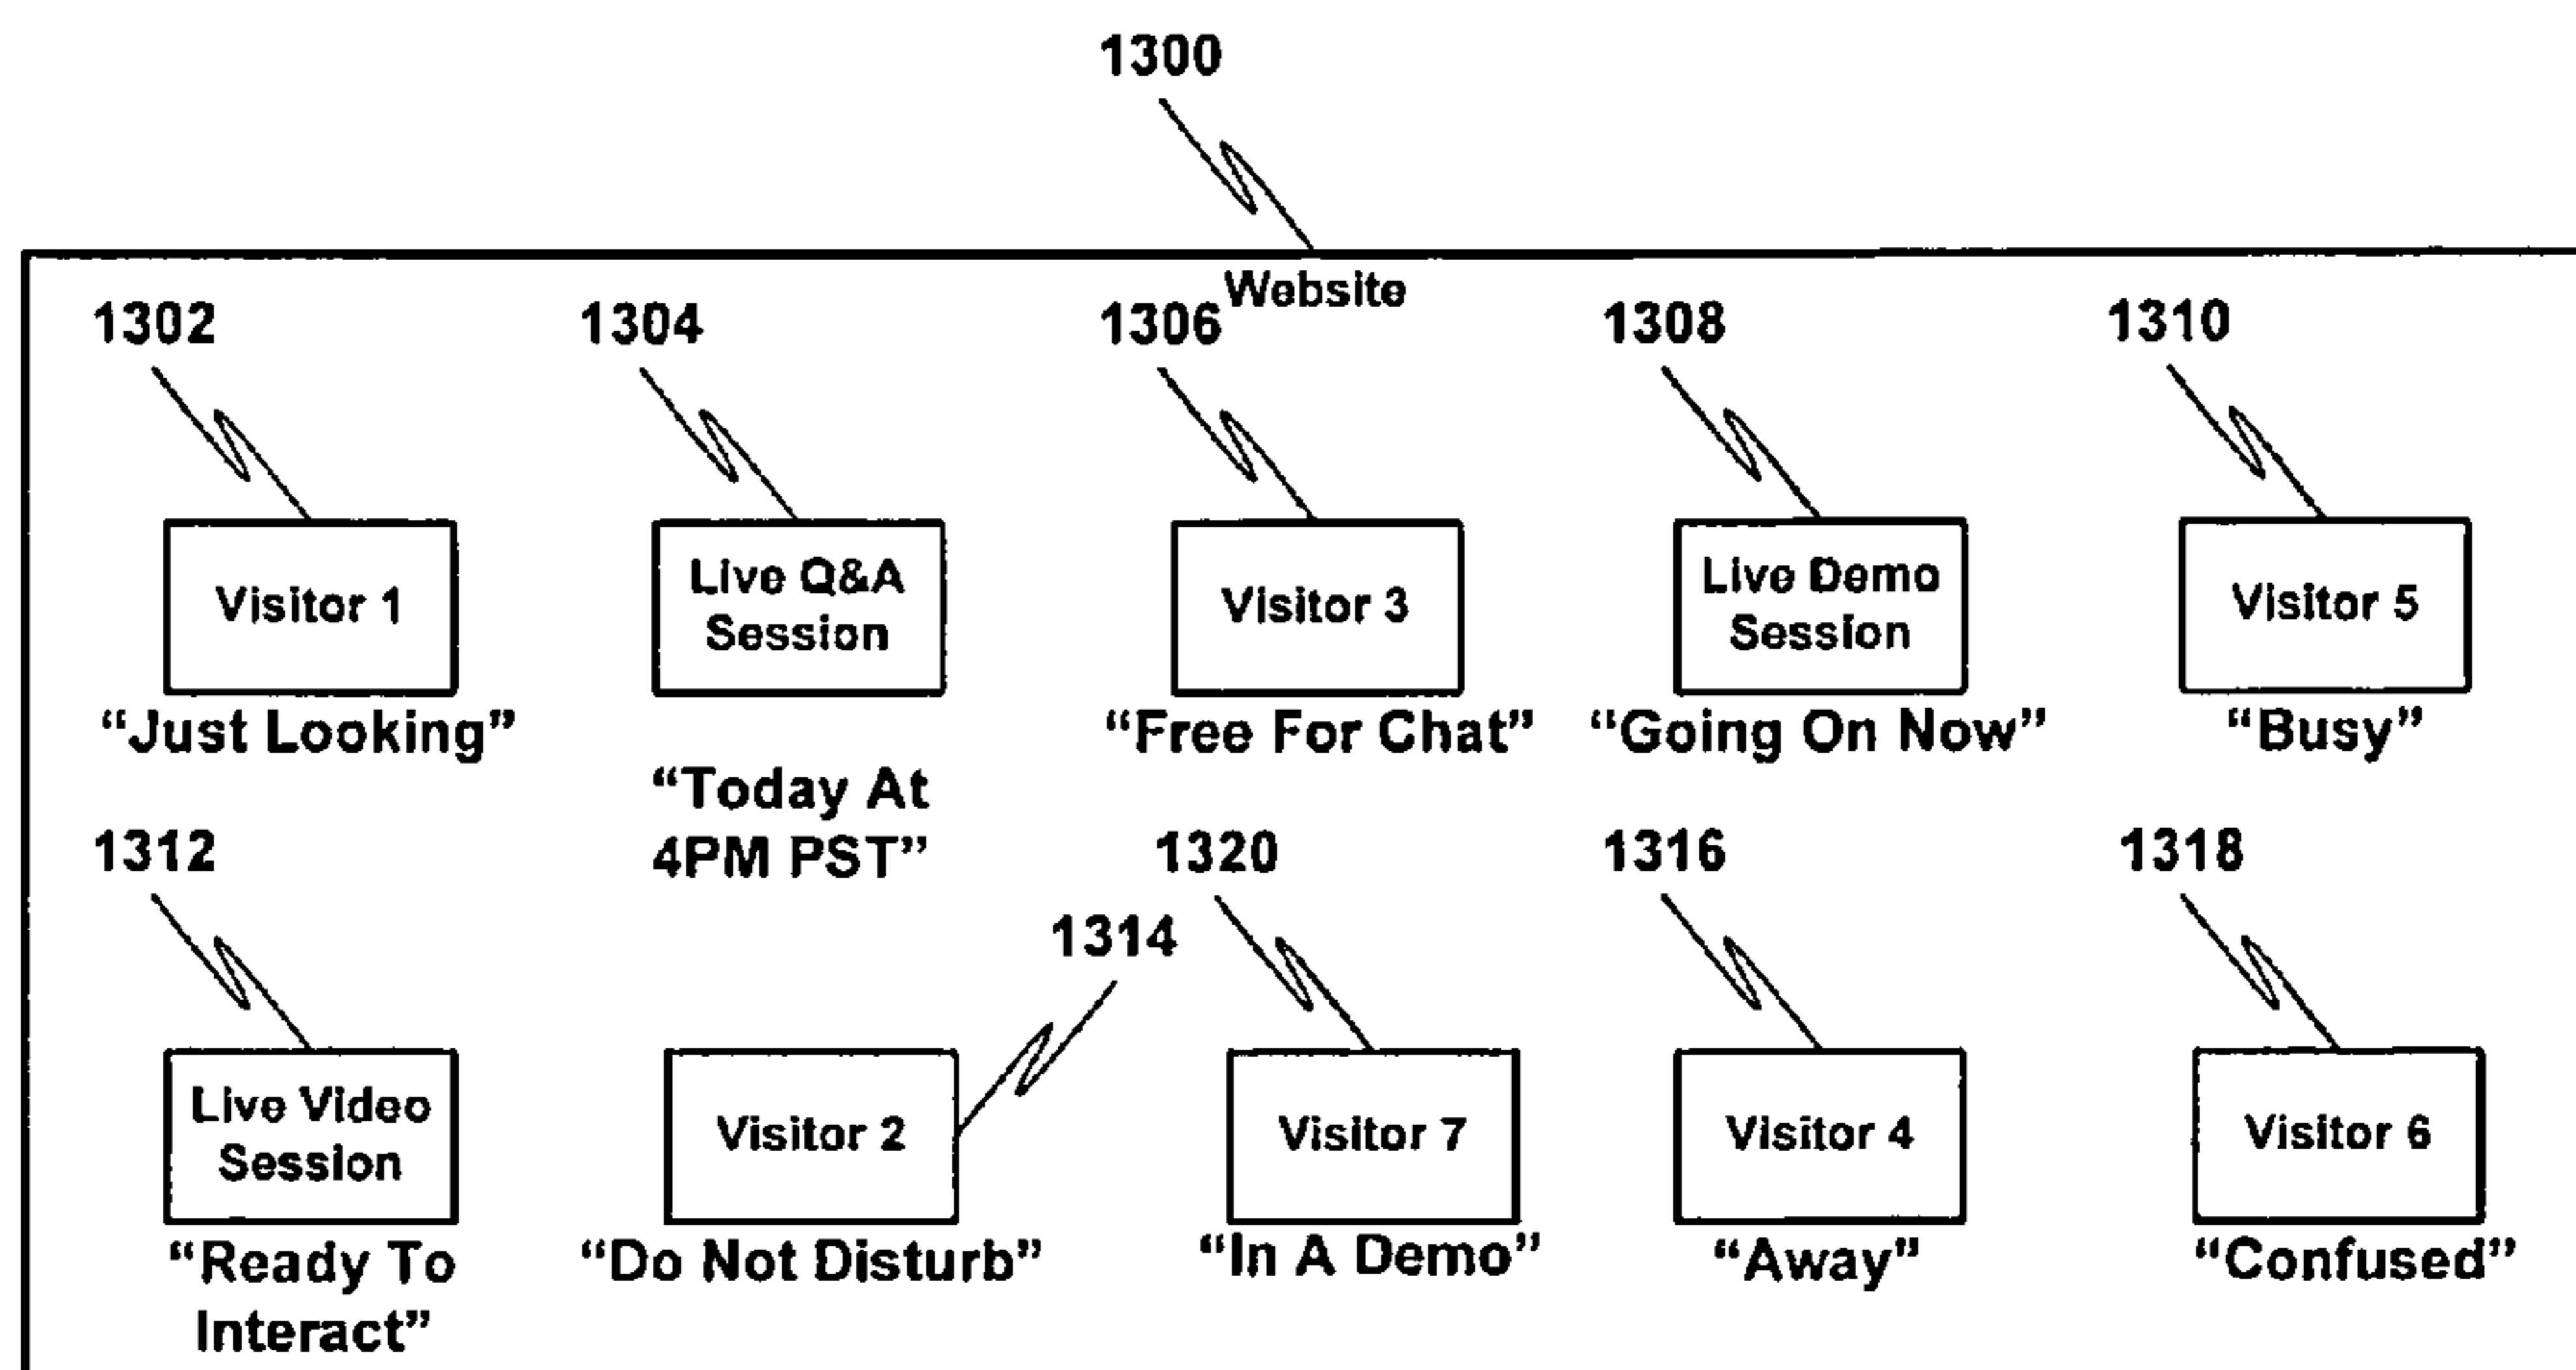 1300
Website
1302
1304
1306
1308
1310
Visitor 1
Live Q&A
Session
Visitor 3
Live Demo
Session
Visitor 5
“Just Looking”
“Today At
4PM PST”
“Free For Chat”
“Going On Now”
“Busy”
1312
1314
1320
1316
1318
Live Video
Session
Visitor 2
Visitor 7
Visitor 4
Visitor 6
“Ready To
Interact”
“Do Not Disturb”
“In A Demo”
“Away”
“Confused”